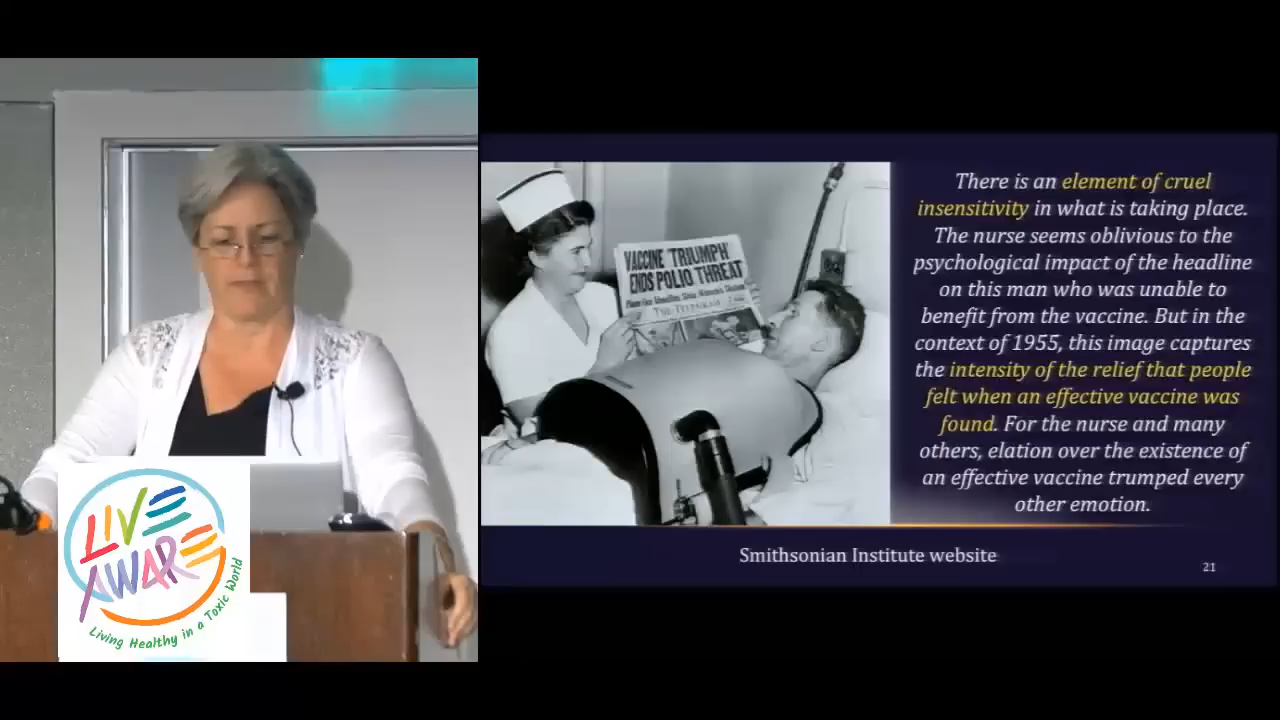 LIVE
AWARE
Living Healthy in a Toxic World
VACCINE 'TRIUMPH'
ENDS POLIO THREAT
There is an element of cruel
insensitivity in what is taking place.
The nurse seems oblivious to the
psychological impact of the headline
on this man who was unable to
benefit from the vaccine. But in the
context of 1955, this image captures
the intensity of the relief that people
felt when an effective vaccine was
found. For the nurse and many
others, elation over the existence of
an effective vaccine trumped every
other emotion.
Smithsonian Institute website
21